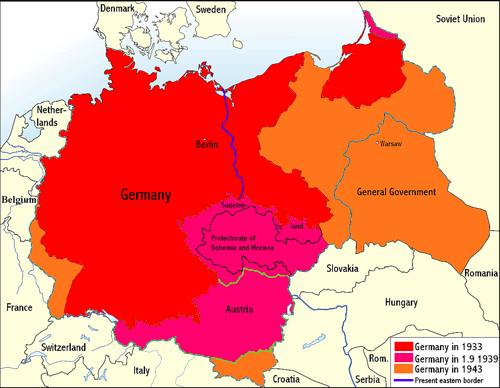 Denmark
Sweden
Soviet Union
Nether-
lands
Berlin
Warsaw
Belgium
Germany
General Government
Sudeten
land
Protectorate of
Bohemia and Moravia
Slovakia
Romania
France
Austria
Hungary
Switzerland
Italy
Croatia
Rom.
Serbia
Germany in 1933
Germany in 1.9 1939
Germany in 1943
Present eastern border